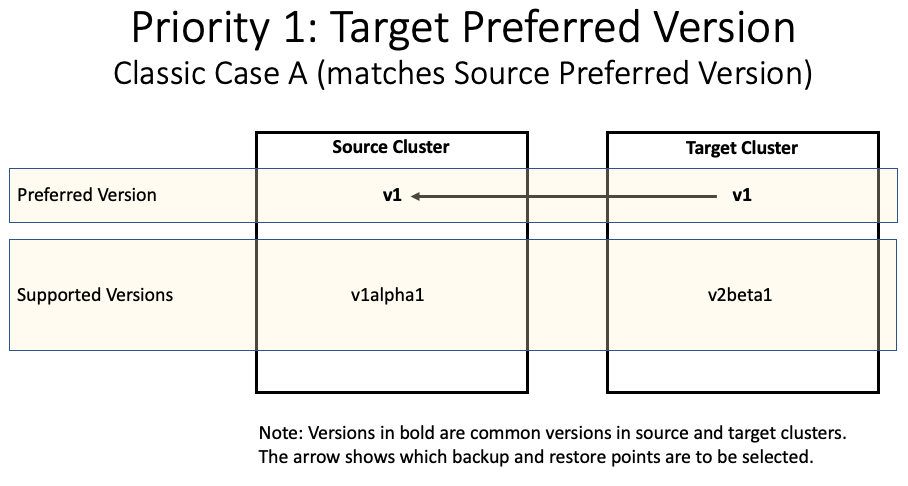 Priority 1: Target Preferred Version
Classic Case A (matches Source Preferred Version)
Source Cluster
Target Cluster
Preferred Version
v1
v1
Supported Versions
v1alpha1
v2beta1
Note: Versions in bold are common versions in source and target clusters.
The arrow shows which backup and restore points are to be selected.